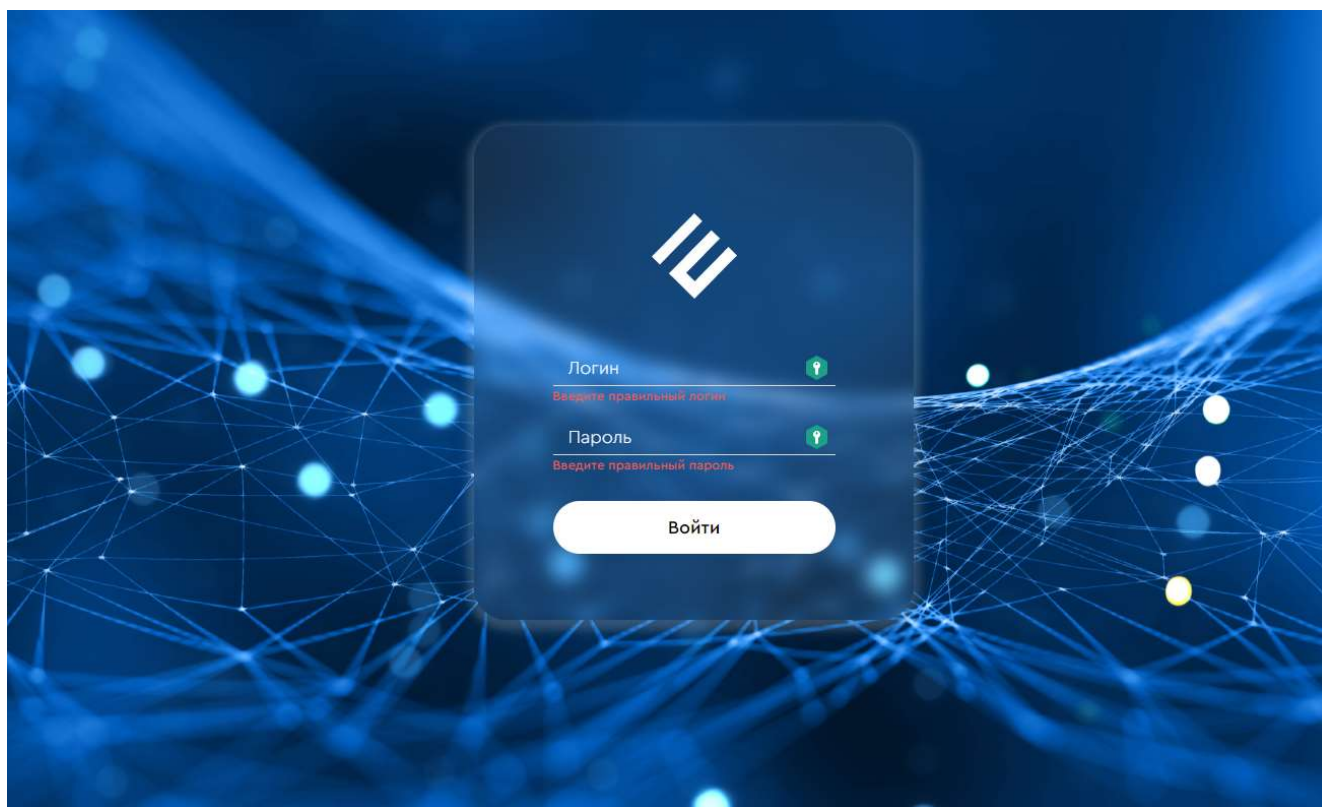 Логин
Введите правильный логин
Пароль
Введите правильный пароль
Войти